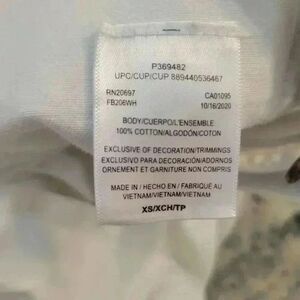 P369482
UPC/CUP/CUP 889440536467
RN20697 CA01095
FB206WH 10/16/2020
BODY/CUERPO/L'ENSEMBLE
100% COTTON/ALGODÓN/COTON
EXCLUSIVE OF DECORATION/TRIMMINGS
EXCLUSIVO PARA DECORACIÓN/ADORNOS
ORNEMENT ET GARNITURE NON COMPRIS
MADE IN / HECHO EN / FABRIQUÉ AU
VIETNAM/VIETNAM/VIETNAM
XS/XCH/TP